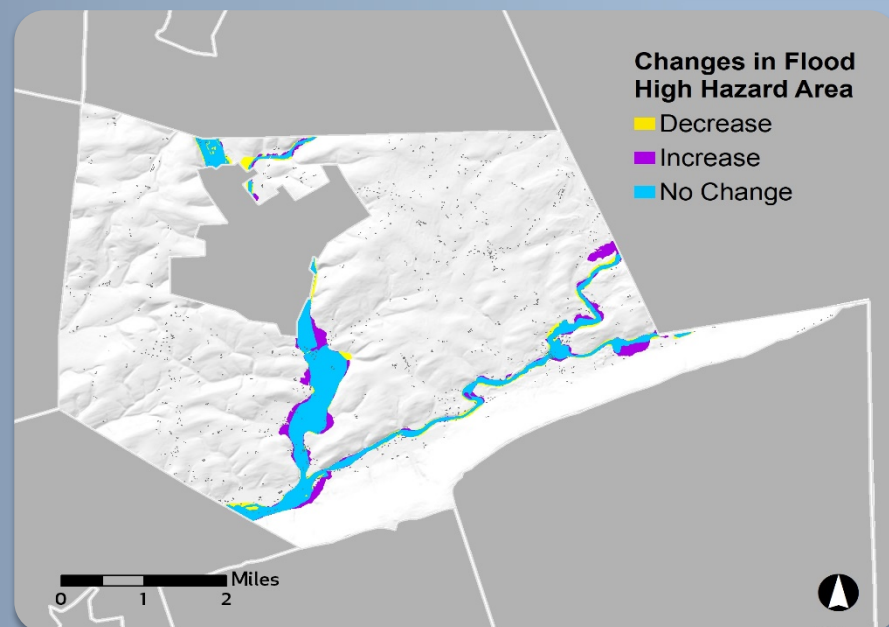 Changes in Flood
High Hazard Area
Decrease
Increase
No Change
Miles
0 1 2